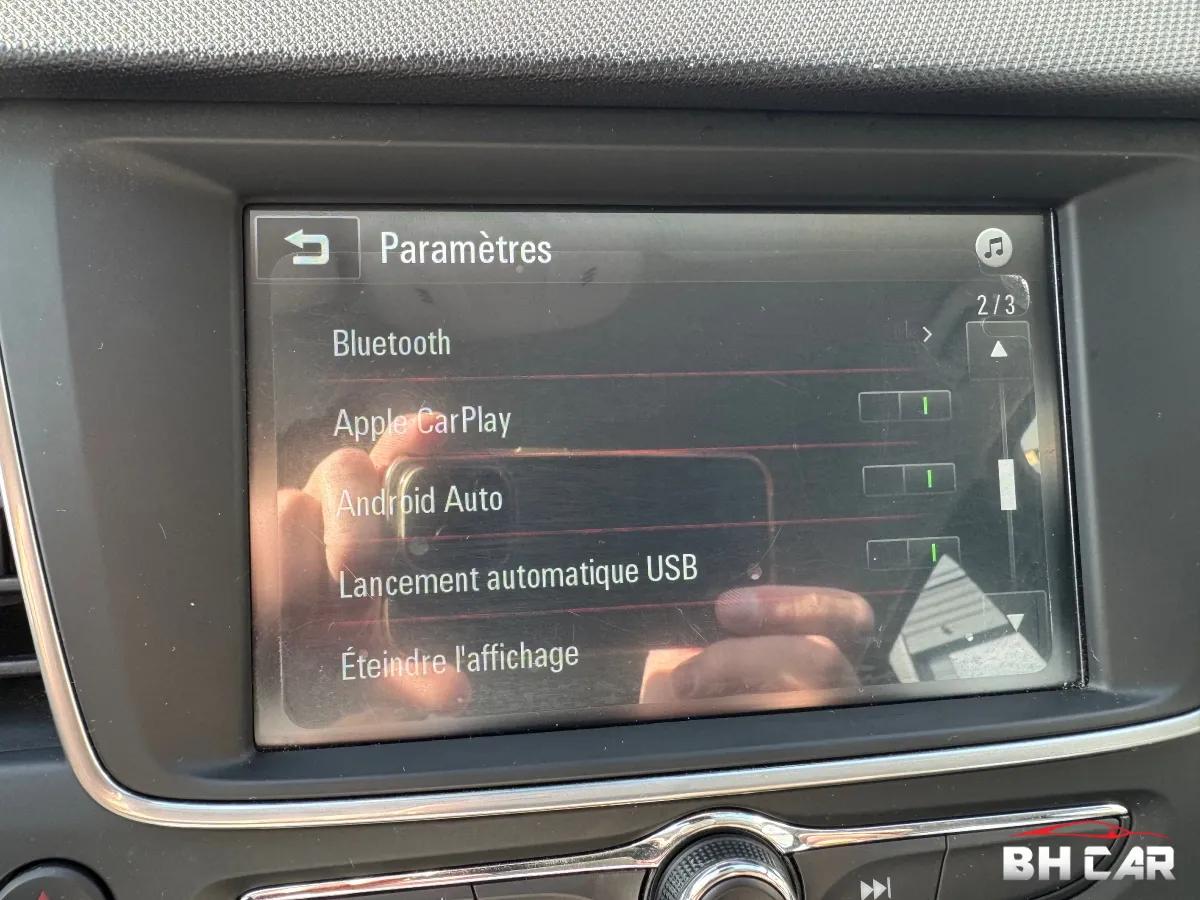 Paramètres
2/3
Bluetooth
Apple CarPlay
Android Auto
Lancement automatique USB
Éteindre l'affichage
BH CAR